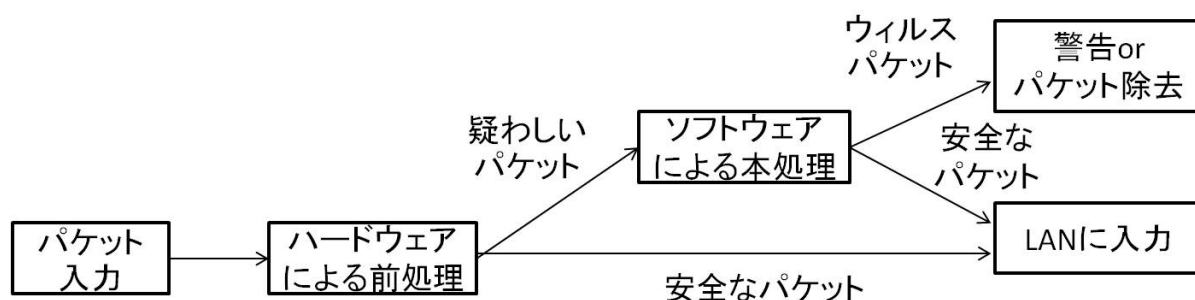 パケット
入力
ハードウェア
による前処理
疑わしい
パケット
ソフトウェア
による本処理
ウィルス
パケット
警告or
パケット除去
安全な
パケット
LANに入力
安全なパケット